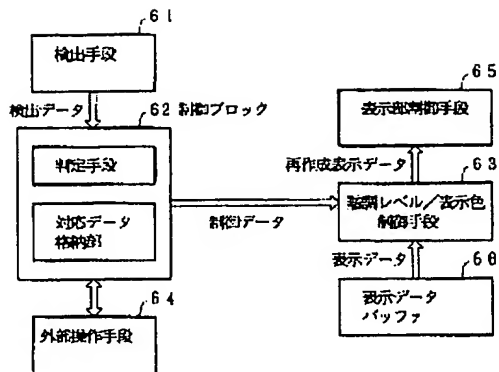 61
検出手段
検出データ
62 制御ブロック
判定手段
対応データ
格納部
64
外部操作手段
制御データ
65
表示部制御手段
再作成表示データ
63
階調レベル／表示色
制御手段
表示データ
66
表示データ
バッファ